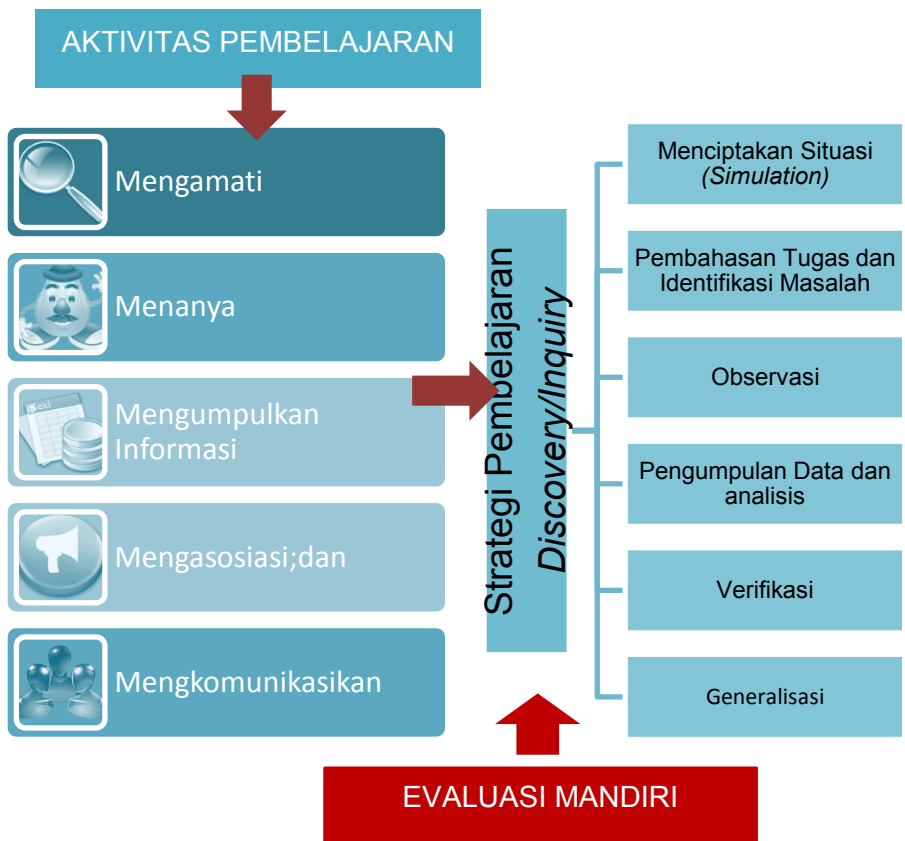 AKTIVITAS PEMBELAJARAN
Mengamati
Menanya
Mengumpulkan
Informasi
Mengasosiasi;dan
Mengkomunikasikan
Strategi Pembelajaran
Discovery/Inquiry
Menciptakan Situasi
(Simulation)
Pembahasan Tugas dan
Identifikasi Masalah
Observasi
Pengumpulan Data dan
analisis
Verifikasi
Generalisasi
EVALUASI MANDIRI